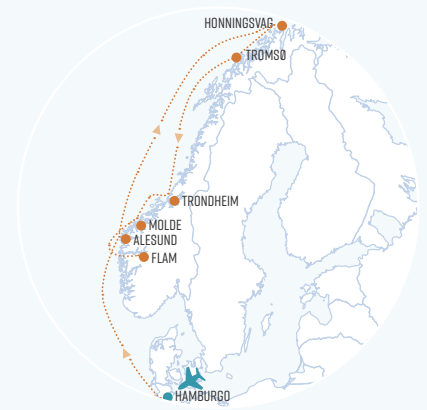 HONNINGSVAG
TROMSØ
TRONDHEIM
MOLDE
ALESUND
FLAM
HAMBURGO